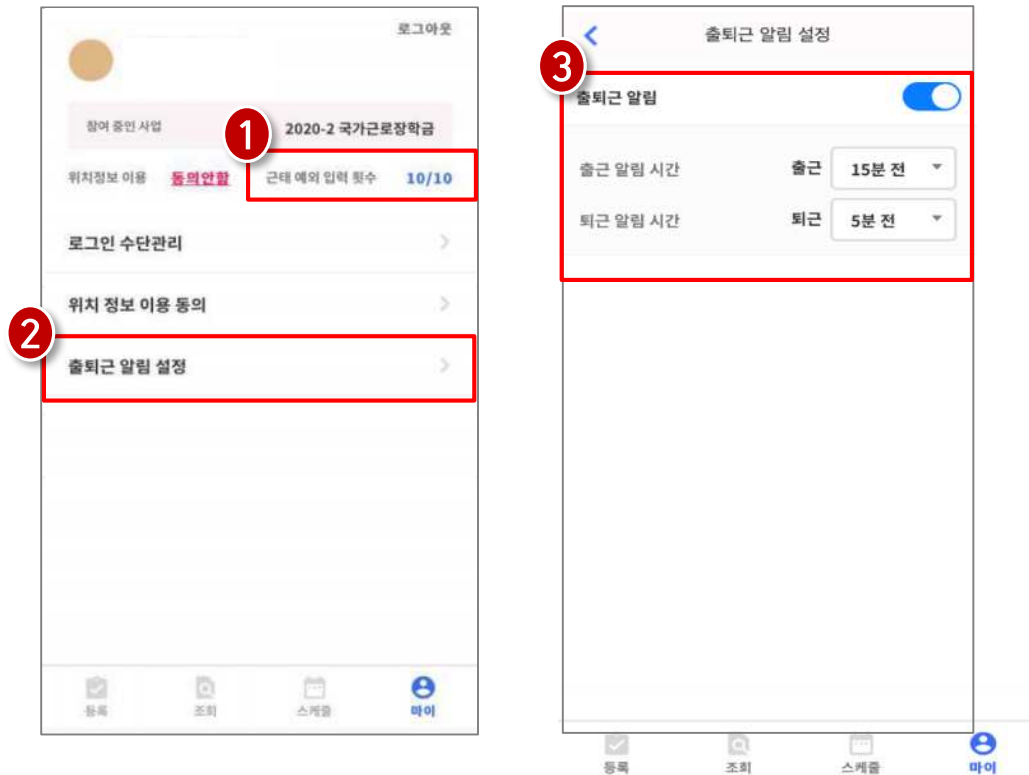 로그아웃
참여 중인 사업 2020-2 국가근로장학금
1
위치정보 이용 동의안함 근태 예외 입력 횟수 10/10
로그인 수단관리
위치 정보 이용 동의
2
출퇴근 알림 설정
등록 조회 스케줄 마이
출퇴근 알림 설정
3
출퇴근 알림
출근 알림 시간 출근 15분 전
퇴근 알림 시간 퇴근 5분 전
등록 조회 스케줄 마이